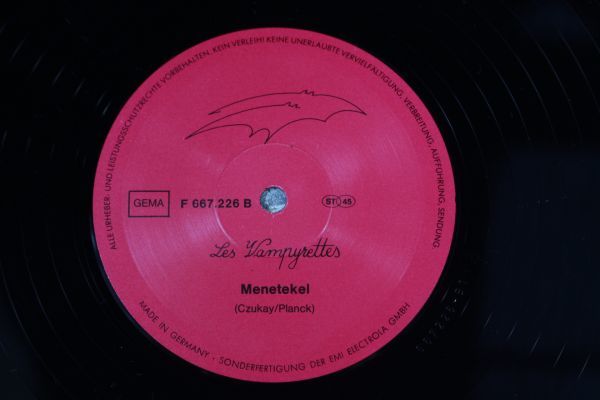 ALLE URHEBER- UND LEISTUNGSSCHUTZRECHTE VORBEHALTEN. KEIN VERLEIH! KEINE UNERLAUBTE VERVIELFÄLTIGUNG, VERBREITUNG, AUFFÜHRUNG, SENDUNG
GEMA F 667.226 B ST 45
Les Vampyrettes
Menetekel
(Czukay/Planck)
MADE IN GERMANY · SONDERFERTIGUNG DER EMI ELECTROLA GMBH